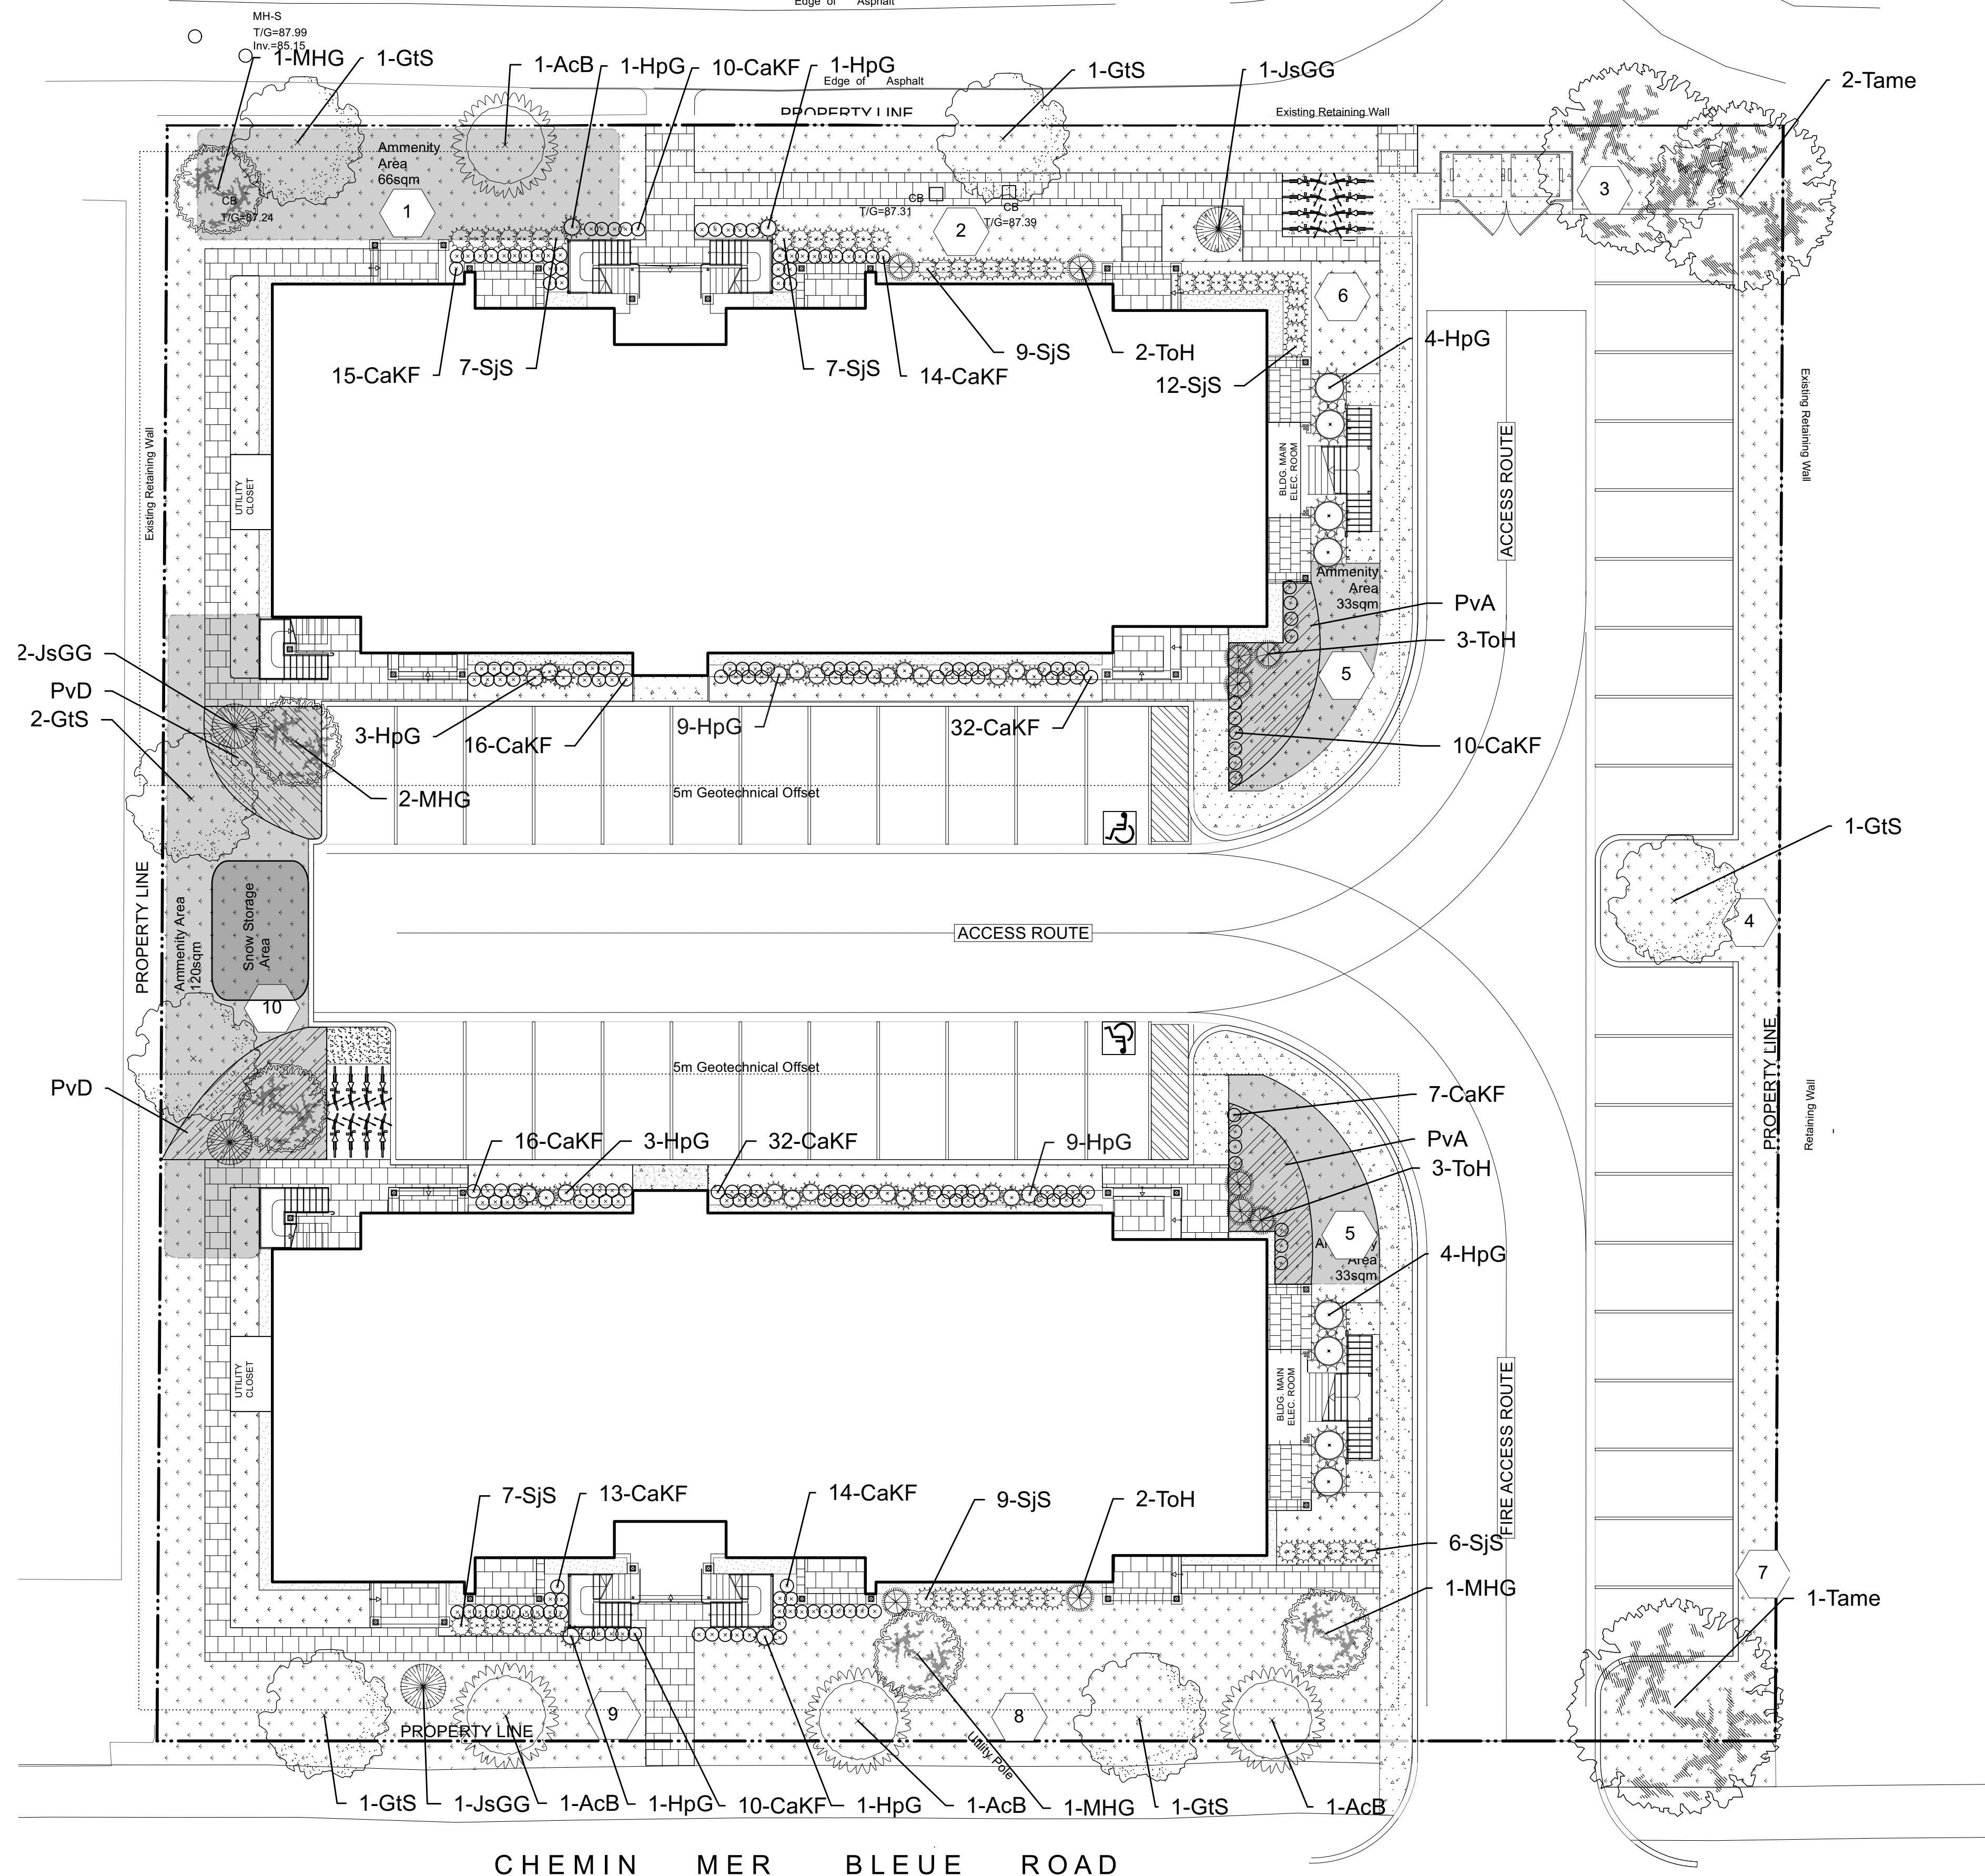 Edge of Asphalt
MH-S
T/G=87.99
Inv.=85.15
1-MHG
1-GtS
1-AcB
1-HpG
10-CaKF
1-HpG
Edge of Asphalt
1-GtS
1-JsGG
2-Tame
PROPERTY LINE
Existing Retaining Wall
Ammenity
Area
66sqm
1
CB
T/G=87.24
CB
T/G=87.31
CB
T/G=87.39
2
3
6
15-CaKF
7-SjS
7-SjS
14-CaKF
9-SjS
2-ToH
12-SjS
4-HpG
Existing Retaining Wall
Existing Retaining Wall
UTILITY
CLOSET
BLDG. MAIN
ELEC. ROOM
ACCESS ROUTE
Ammenity
Area
33sqm
PvA
3-ToH
5
10-CaKF
2-JsGG
PvD
2-GtS
3-HpG
16-CaKF
9-HpG
32-CaKF
2-MHG
5m Geotechnical Offset
1-GtS
4
PROPERTY LINE
Ammenity Area
120sqm
Snow Storage
Area
10
ACCESS ROUTE
5m Geotechnical Offset
PROPERTY LINE
Retaining Wall
PvD
16-CaKF
3-HpG
32-CaKF
9-HpG
7-CaKF
PvA
3-ToH
5
Area
33sqm
4-HpG
UTILITY
CLOSET
BLDG. MAIN
ELEC. ROOM
FIRE ACCESS ROUTE
7-SjS
13-CaKF
14-CaKF
9-SjS
2-ToH
6-SjS
1-MHG
7
1-Tame
9
8
PROPERTY LINE
Utility Pole
1-GtS
1-JsGG
1-AcB
1-HpG
10-CaKF
1-HpG
1-AcB
1-MHG
1-GtS
1-AcB
CHEMIN MER BLEUE ROAD